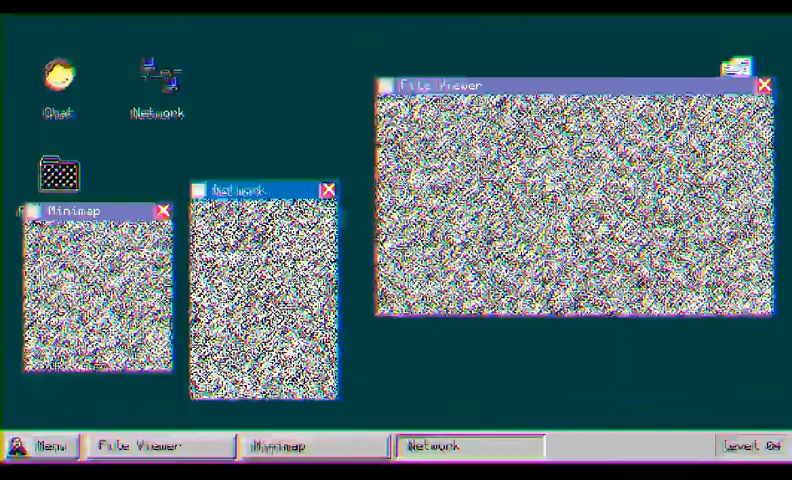 File Viewer
Chat
Network
Network
Minimap
Menu
File Viewer
Minimap
Network
level 04